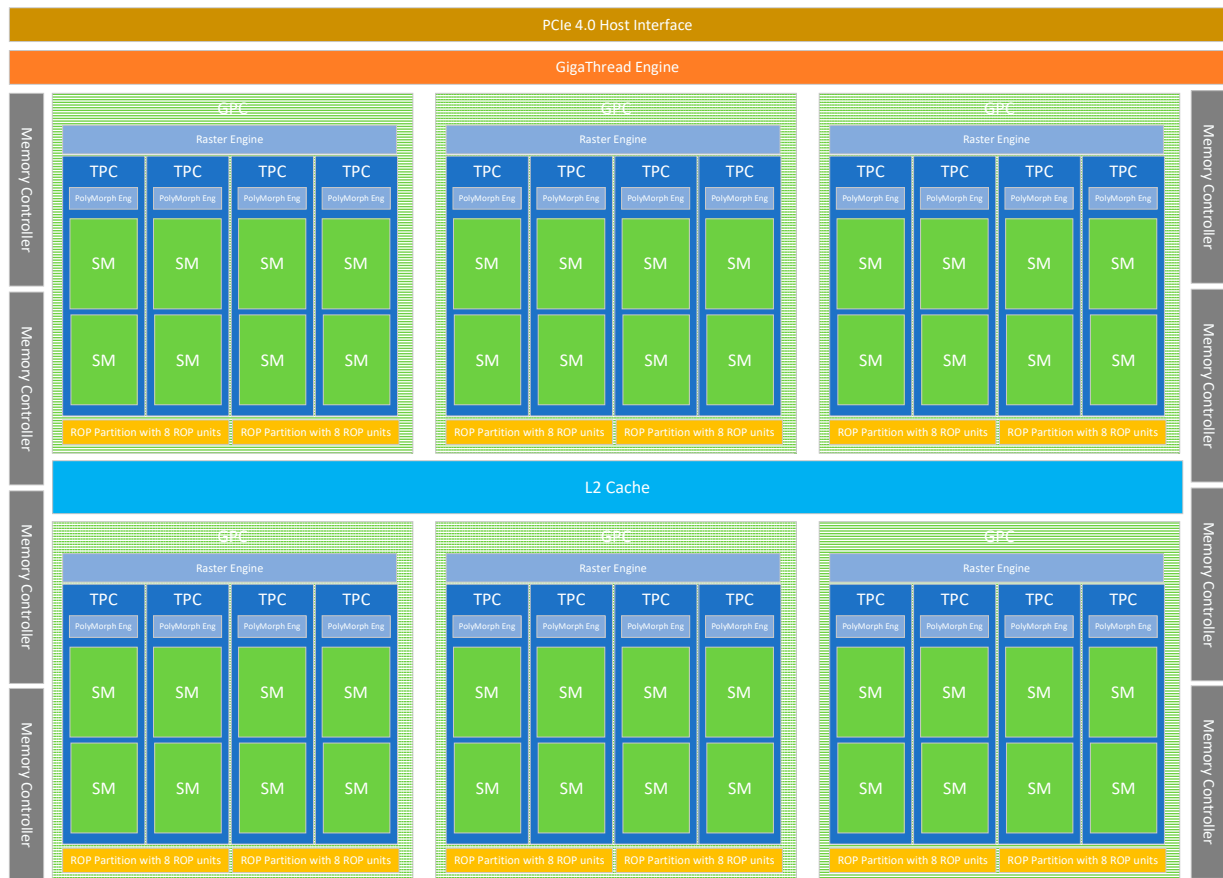 PCIe 4.0 Host Interface
GigaThread Engine
Memory Controller
Memory Controller
Memory Controller
Memory Controller
GPC
Raster Engine
TPC TPC TPC TPC
PolyMorph Eng PolyMorph Eng PolyMorph Eng PolyMorph Eng
SM SM SM SM
SM SM SM SM
ROP Partition with 8 ROP units ROP Partition with 8 ROP units
GPC
Raster Engine
TPC TPC TPC TPC
PolyMorph Eng PolyMorph Eng PolyMorph Eng PolyMorph Eng
SM SM SM SM
SM SM SM SM
ROP Partition with 8 ROP units ROP Partition with 8 ROP units
GPC
Raster Engine
TPC TPC TPC TPC
PolyMorph Eng PolyMorph Eng PolyMorph Eng PolyMorph Eng
SM SM SM SM
SM SM SM SM
ROP Partition with 8 ROP units ROP Partition with 8 ROP units
L2 Cache
GPC
Raster Engine
TPC TPC TPC TPC
PolyMorph Eng PolyMorph Eng PolyMorph Eng PolyMorph Eng
SM SM SM SM
SM SM SM SM
ROP Partition with 8 ROP units ROP Partition with 8 ROP units
GPC
Raster Engine
TPC TPC TPC TPC
PolyMorph Eng PolyMorph Eng PolyMorph Eng PolyMorph Eng
SM SM SM SM
SM SM SM SM
ROP Partition with 8 ROP units ROP Partition with 8 ROP units
GPC
Raster Engine
TPC TPC TPC TPC
PolyMorph Eng PolyMorph Eng PolyMorph Eng PolyMorph Eng
SM SM SM SM
SM SM SM SM
ROP Partition with 8 ROP units ROP Partition with 8 ROP units
Memory Controller
Memory Controller
Memory Controller
Memory Controller